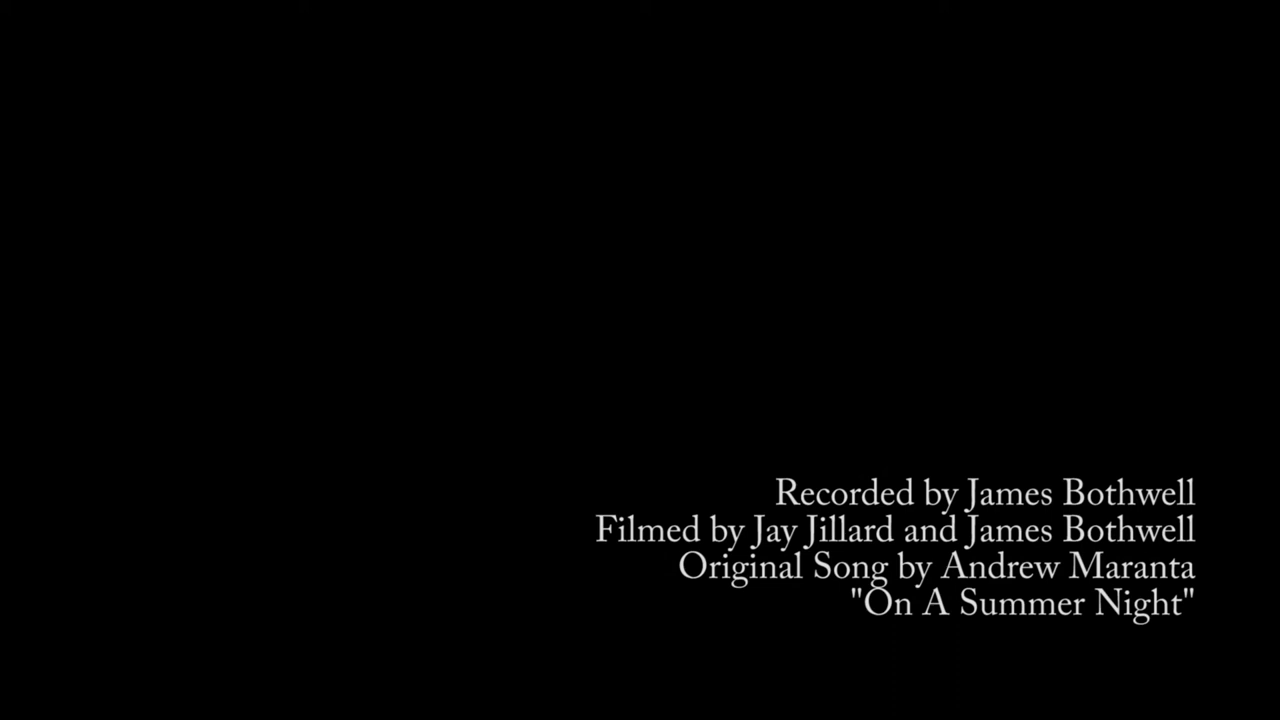 Recorded by James Bothwell
Filmed by Jay Jillard and James Bothwell
Original Song by Andrew Maranta
"On A Summer Night"